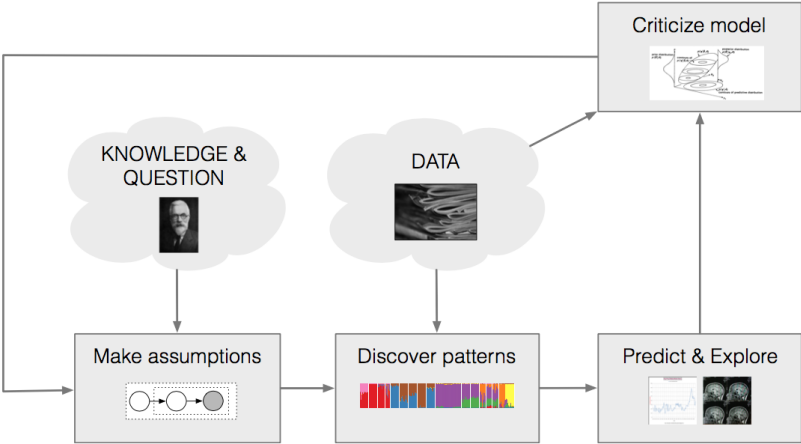 Criticize model
KNOWLEDGE &
QUESTION
DATA
Make assumptions
Discover patterns
Predict & Explore